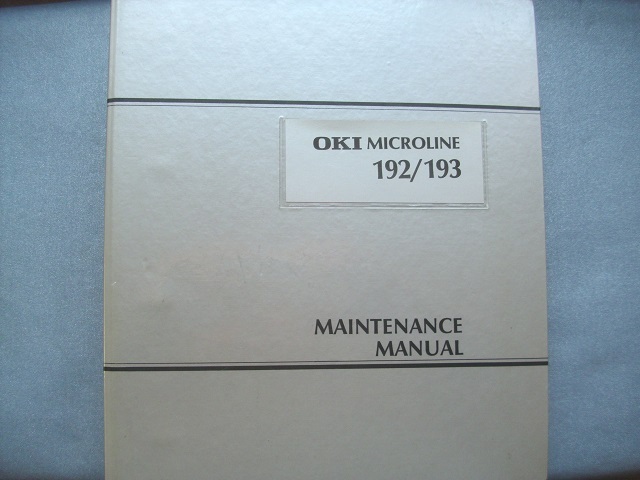 OKI MICROLINE
192/193
MAINTENANCE
MANUAL